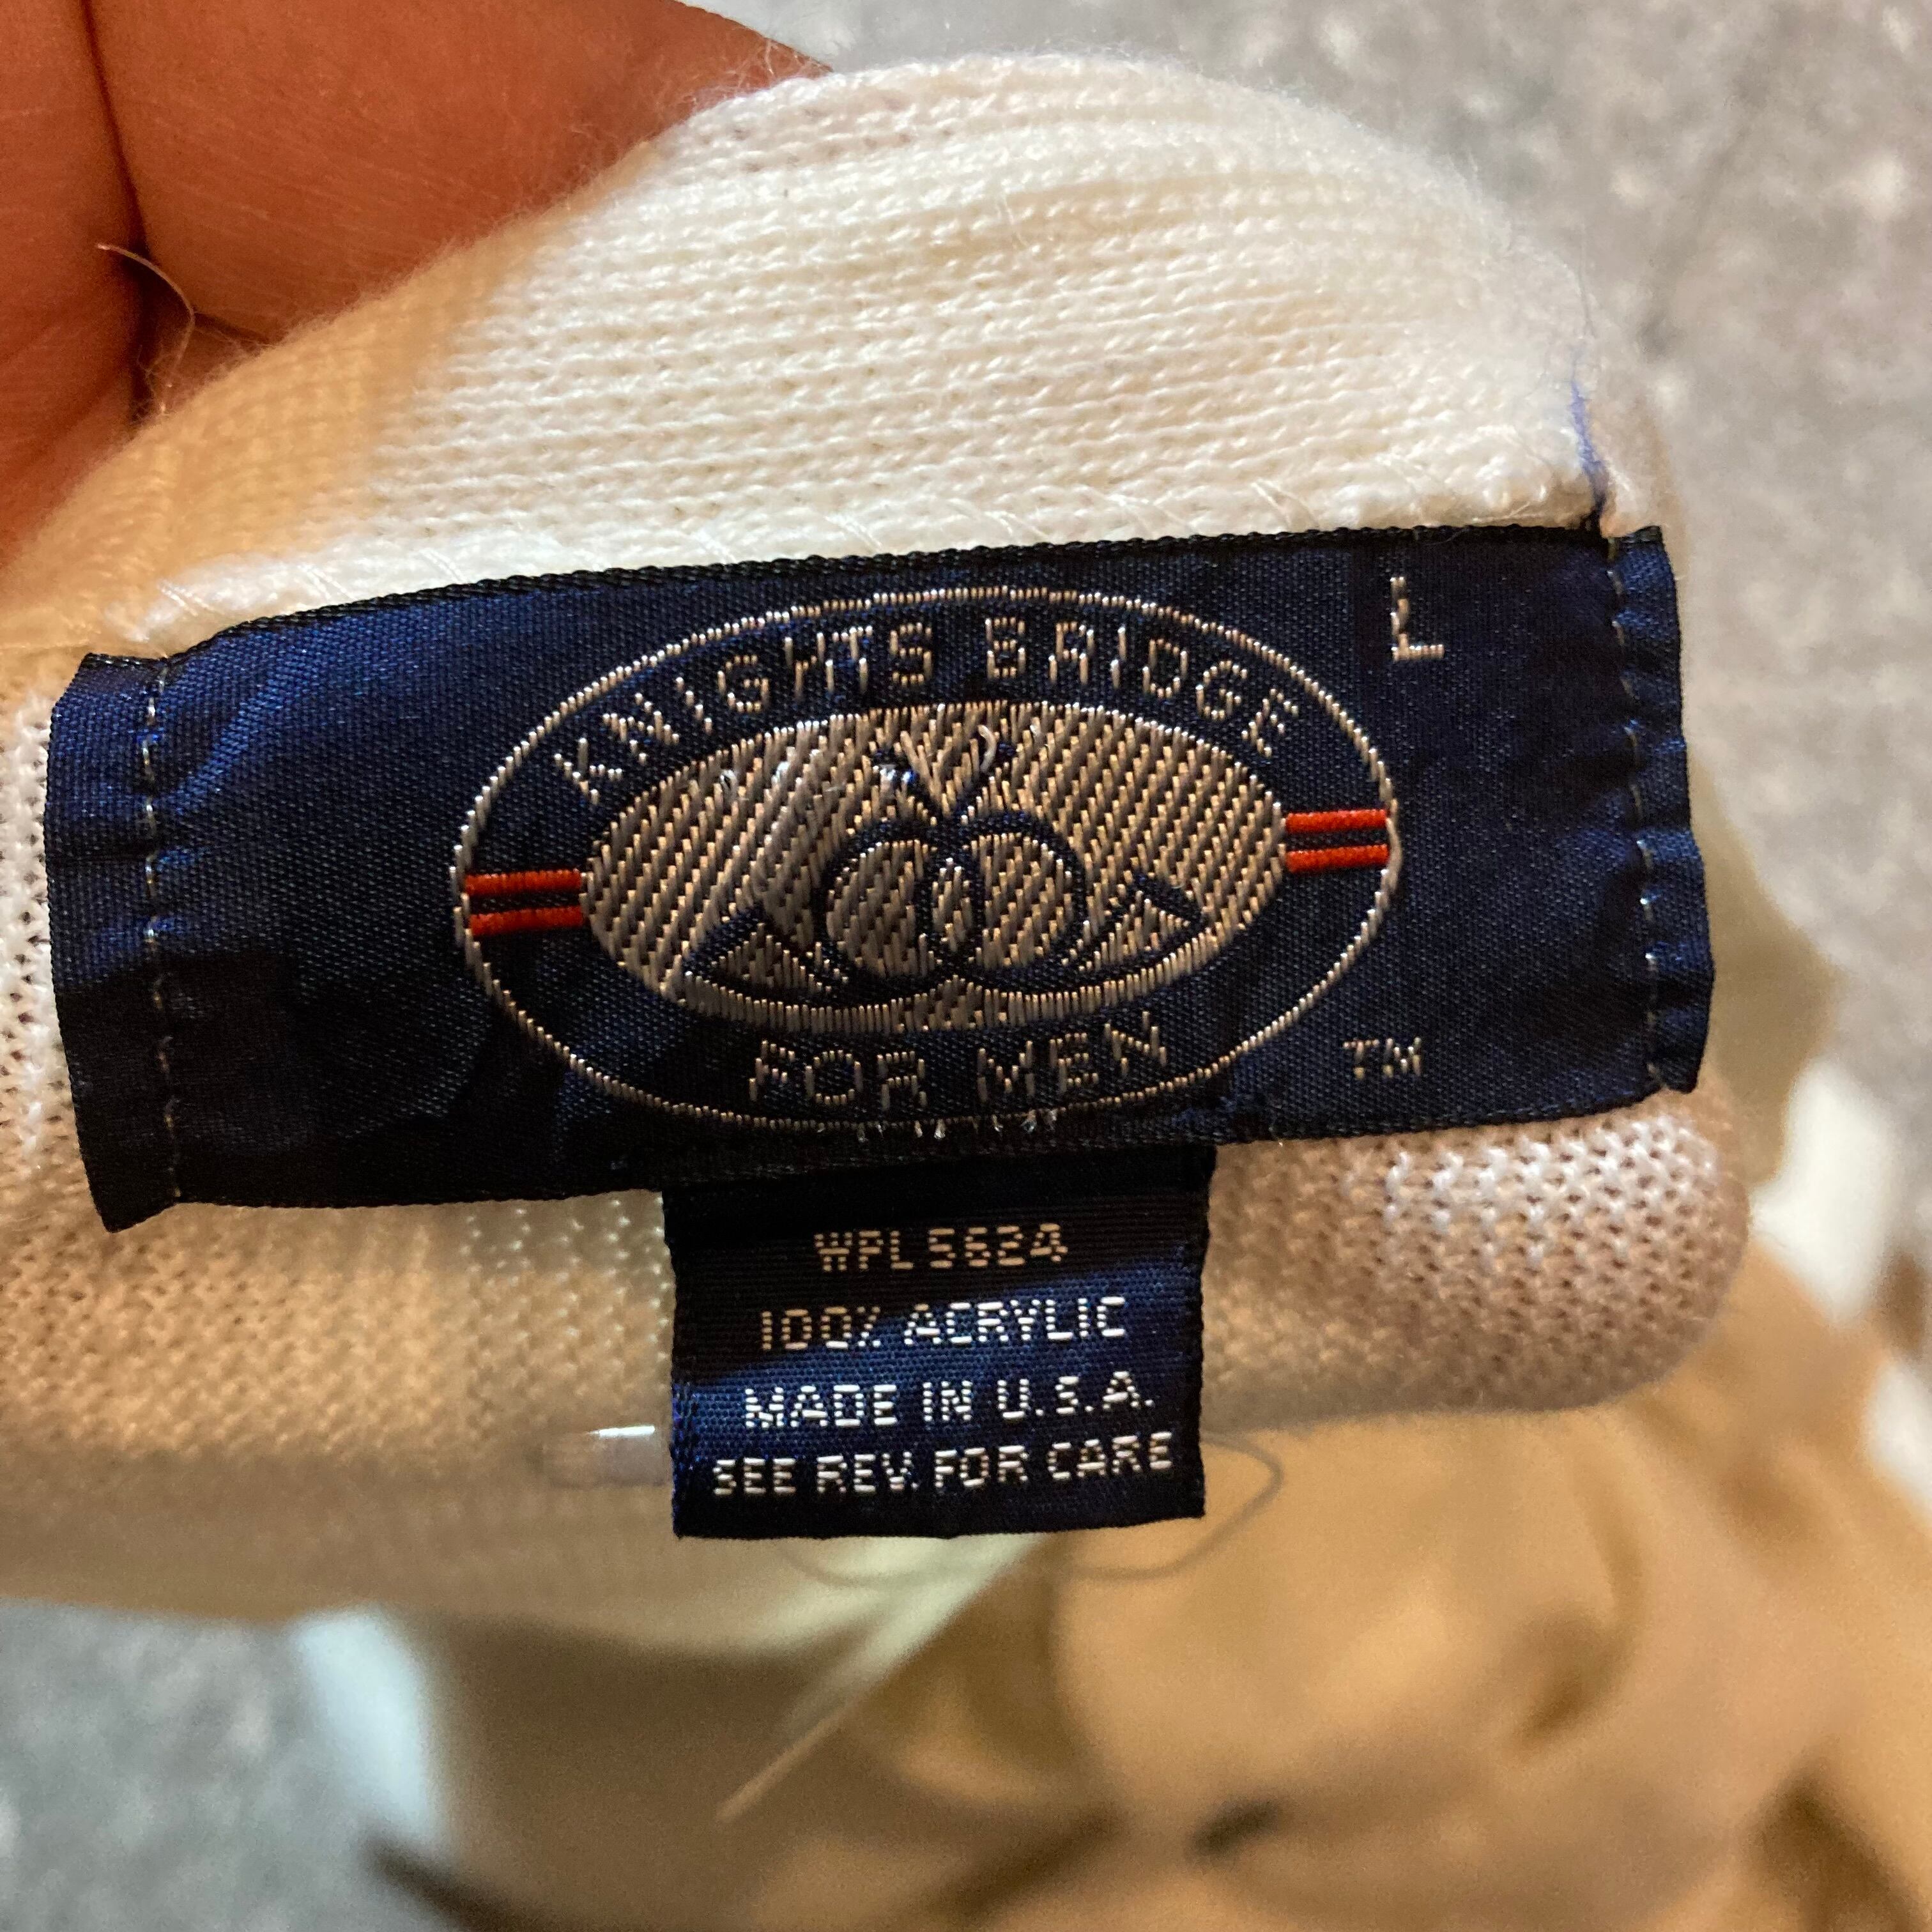 L
KNIGHTS BRIDGE
FOR MEN
TM
WPL 5624
100% ACRYLIC
MADE IN U.S.A.
SEE REV. FOR CARE